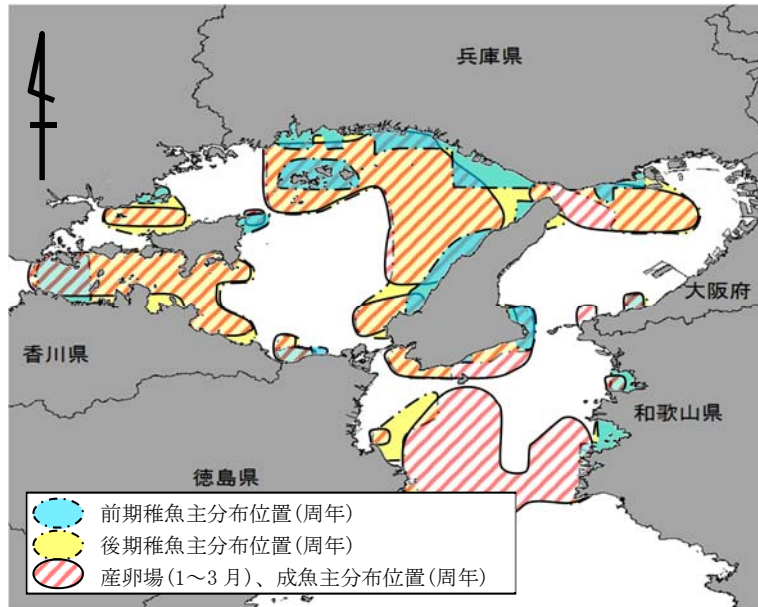 兵庫県
大阪府
香川県
和歌山県
徳島県
前期稚魚主分布位置(周年)
後期稚魚主分布位置(周年)
産卵場(1～3月)、成魚主分布位置(周年)